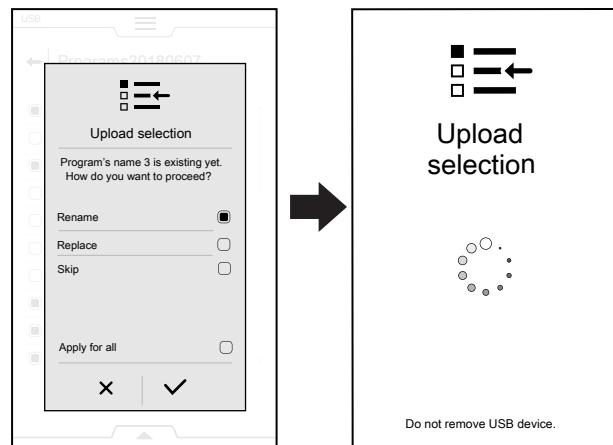 USB
Programs20180607
Upload selection
Program's name 3 is existing yet.
How do you want to proceed?
Rename
Replace
Skip
Apply for all
Upload
selection
Do not remove USB device.